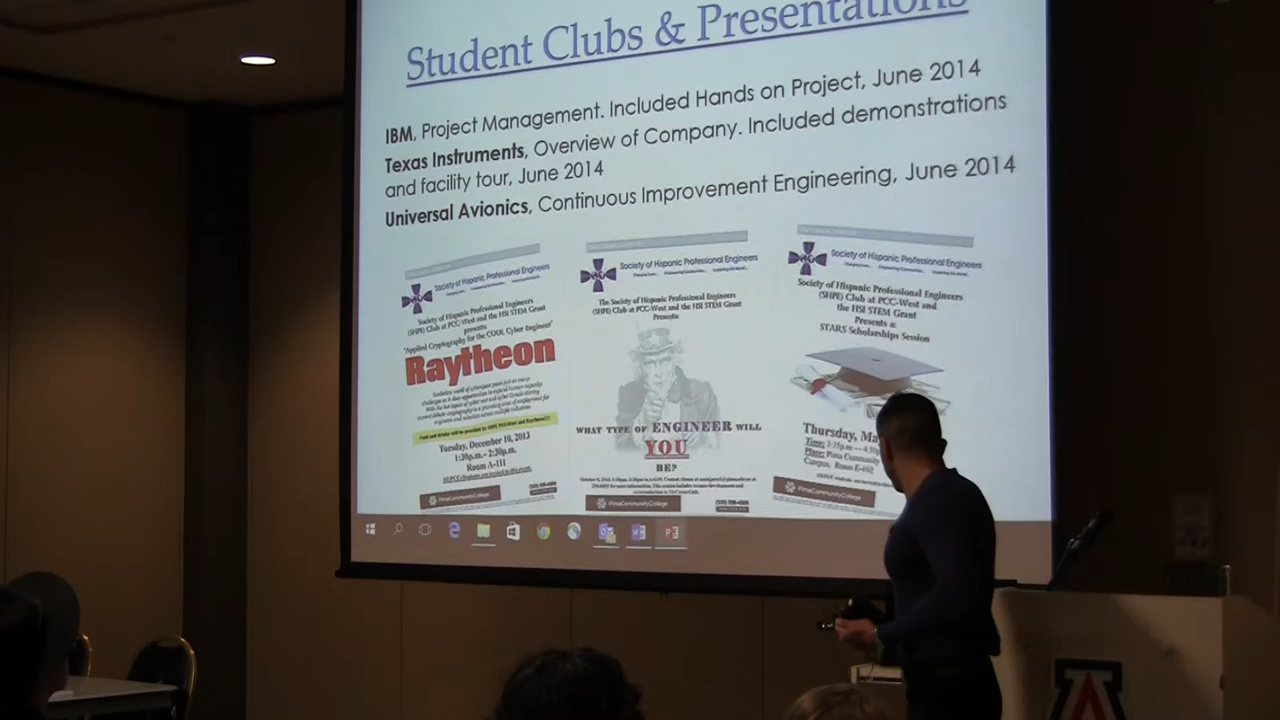 Student Clubs & Presentations
IBM, Project Management. Included Hands on Project, June 2014
Texas Instruments, Overview of Company. Included demonstrations
and facility tour, June 2014
Universal Avionics, Continuous Improvement Engineering, June 2014
Society of Hispanic Professional Engineers
Society of Hispanic Professional Engineers
(SHPE) Club at PCC-West and the HSI STEM Grant
presents
"Applied Cryptography for the COOL Cyber Engineer"
Raytheon
Tuesday, December 10, 2013
1:30p.m.- 2:30p.m.
Room A-111
PimaCommunityCollege
Society of Hispanic Professional Engineers
The Society of Hispanic Professional Engineers
(SHPE) Club at PCC-West and the HSI STEM Grant
Presents
WHAT TYPE OF ENGINEER WILL
YOU
BE?
PimaCommunityCollege
Society of Hispanic Professional Engineers
Society of Hispanic Professional Engineers
(SHPE) Club at PCC-West and
the HSI STEM Grant
Presents a:
STARS Scholarships Session
Thursday, Ma
Time:
Place: Pima Community
Campus, Room E-102
PimaCommunityCollege
A